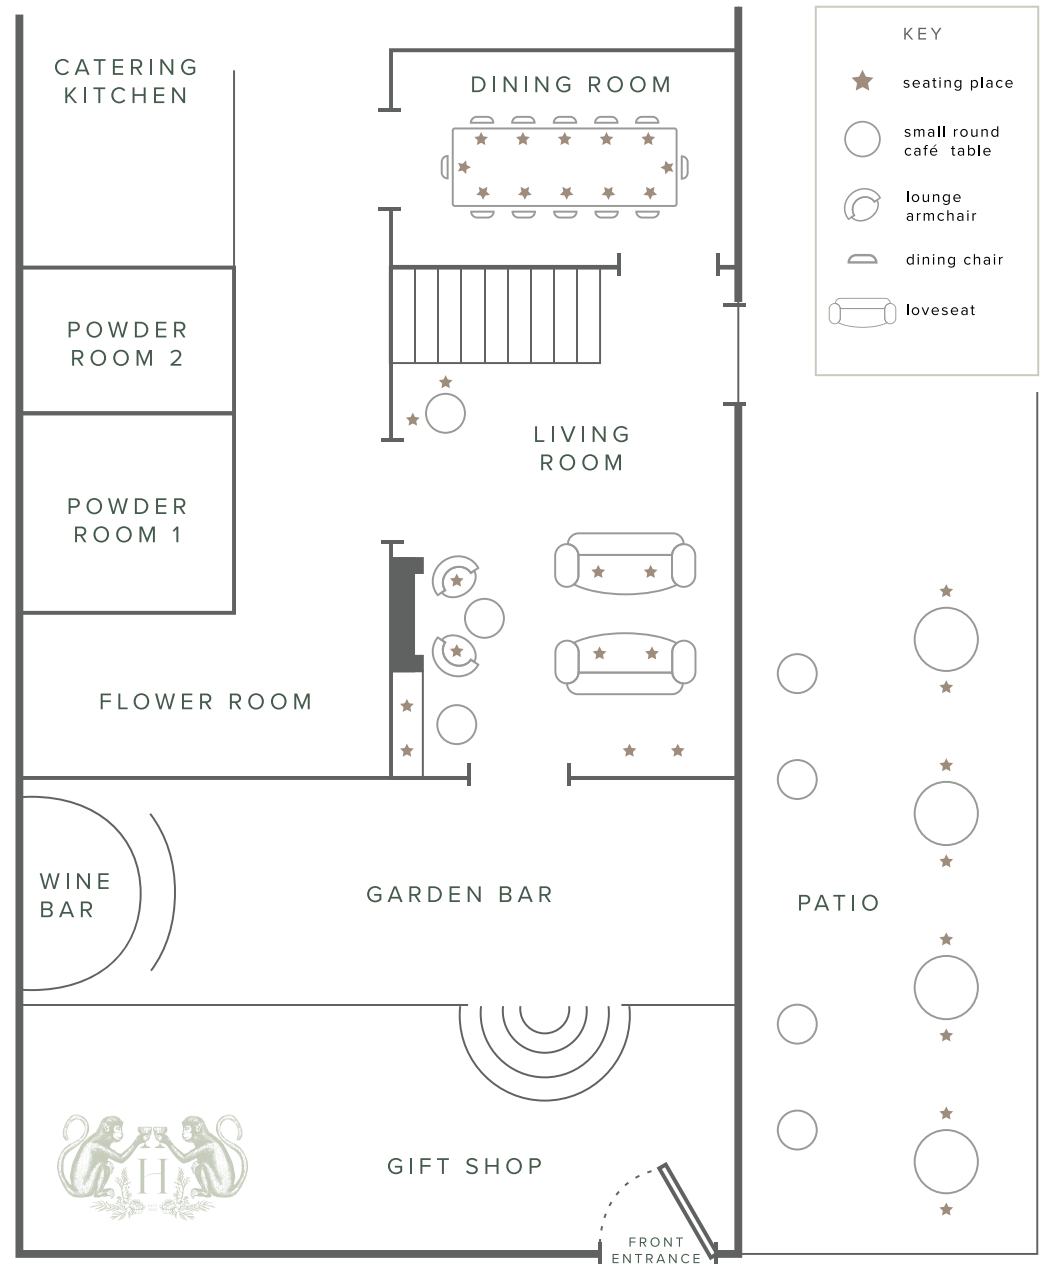 CATERING
KITCHEN
DINING ROOM
KEY
seating place
small round
café table
lounge
armchair
dining chair
loveseat
POWDER
ROOM 2
LIVING
ROOM
POWDER
ROOM 1
FLOWER ROOM
WINE
BAR
GARDEN BAR
PATIO
H
GIFT SHOP
FRONT
ENTRANCE